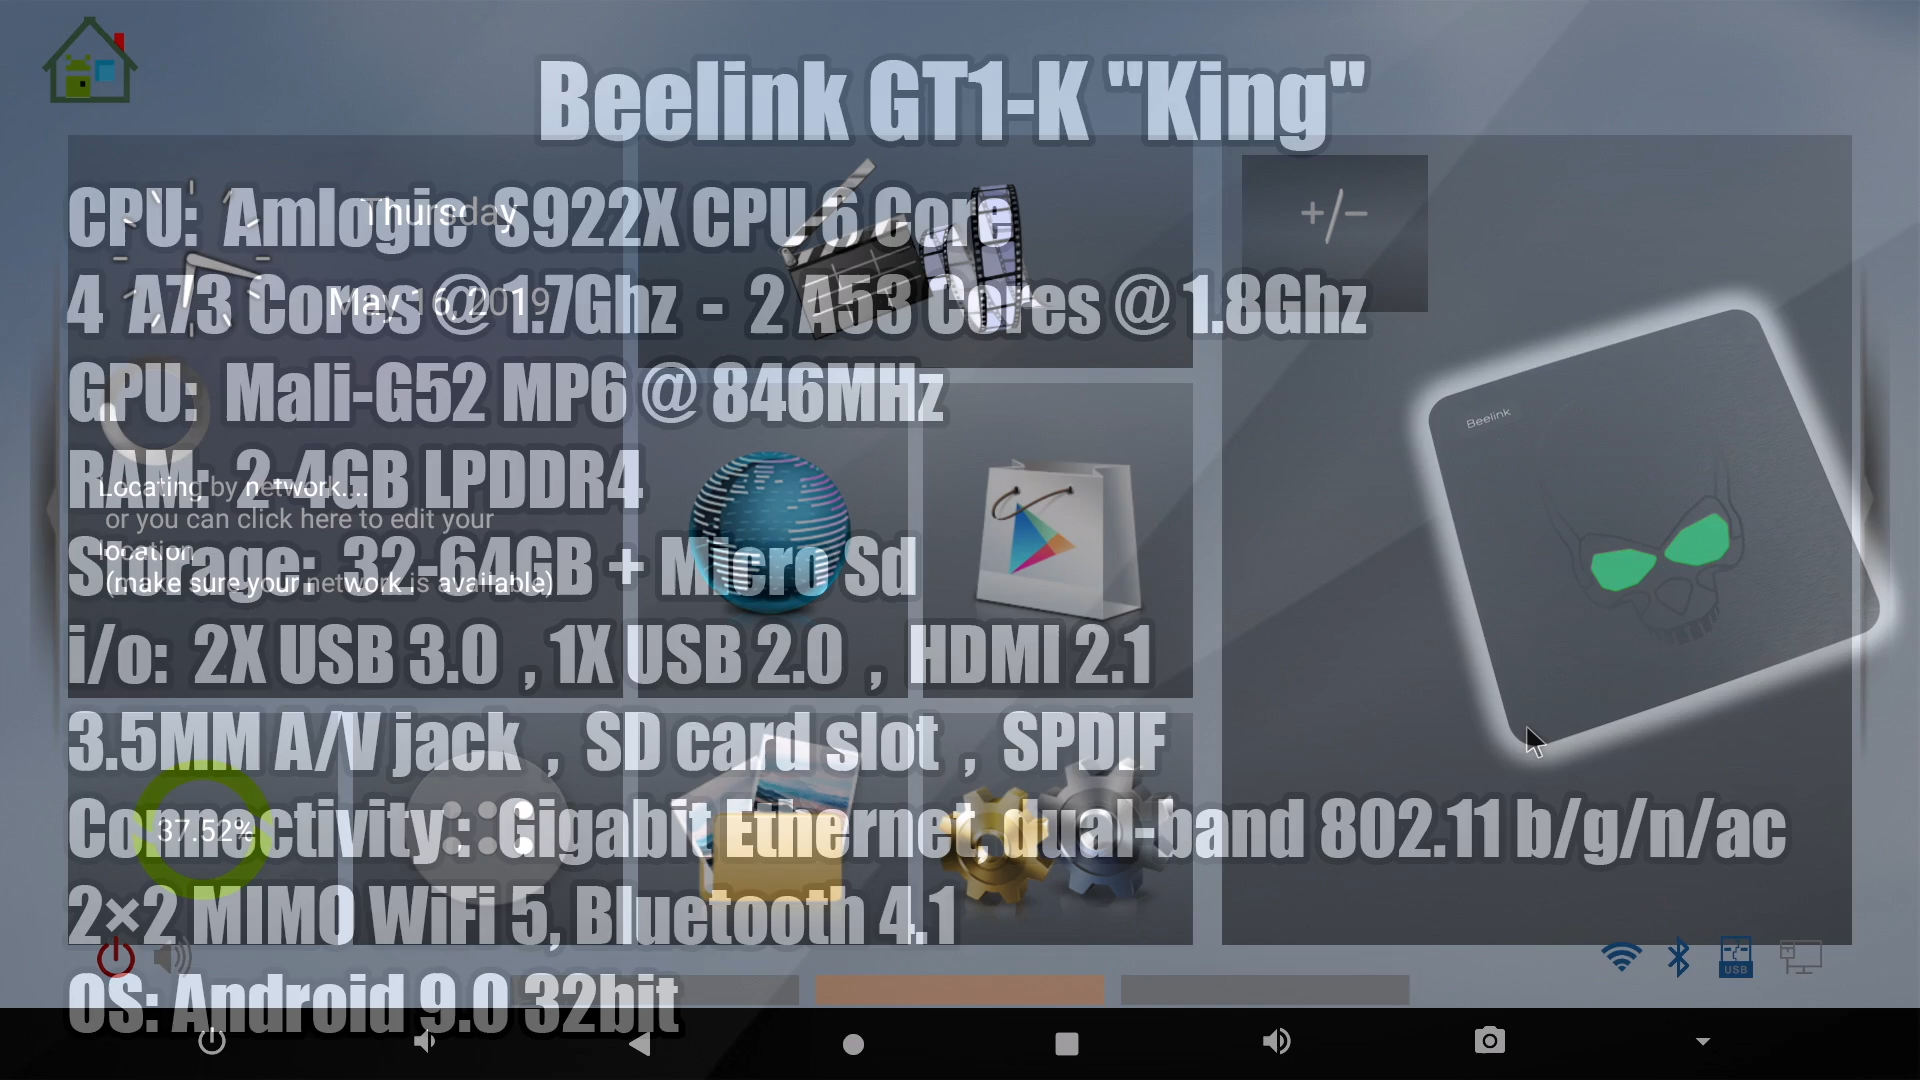 Beelink GT1-K "King"
CPU: Amlogic S922X CPU 6 Core
Thursday
4 A73 Cores @ 1.7Ghz - 2 A53 Cores @ 1.8Ghz
May 16,2019
+/−
GPU: Mali-G52 MP6 @ 846MHz
Beelink
RAM: 2-4GB LPDDR4
Locating by network....
or you can click here to edit your
location
(make sure your network is available)
Storage: 32-64GB + Micro Sd
i/o: 2X USB 3.0 , 1X USB 2.0 , HDMI 2.1
3.5MM A/V jack , SD card slot , SPDIF
Connectivity : Gigabit Ethernet, dual-band 802.11 b/g/n/ac
37.52%
2×2 MIMO WiFi 5, Bluetooth 4.1
USB
OS: Android 9.0 32bit